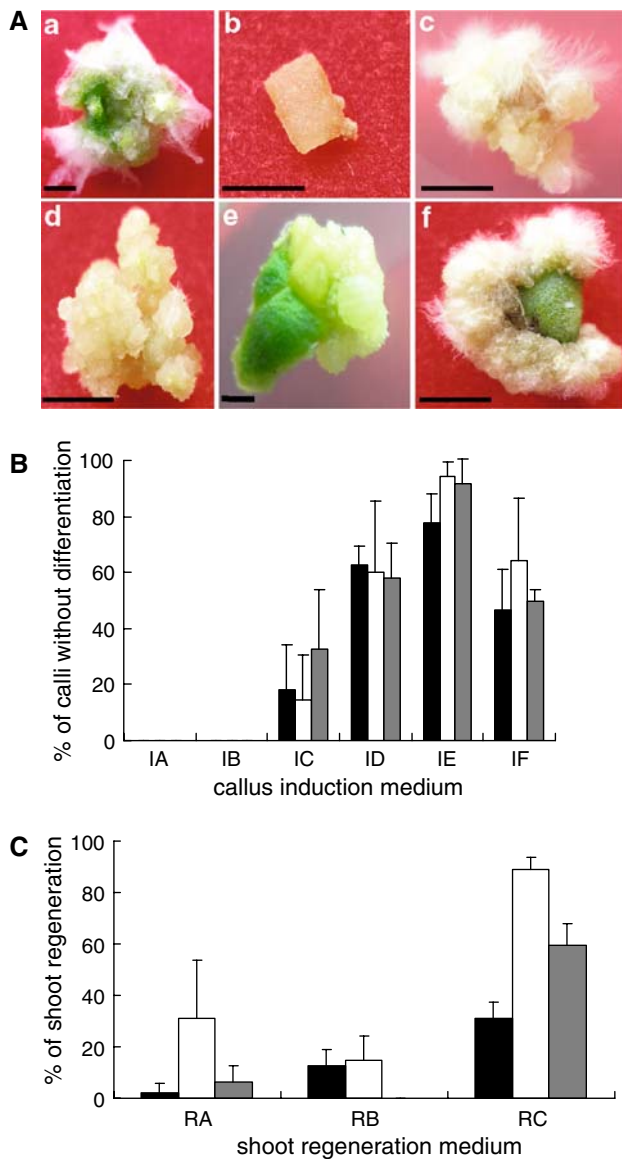 A
a b c
d e f
B
% of calli without differentiation
100
80
60
40
20
0
IA IB IC ID IE IF
callus induction medium
C
% of shoot regeneration
100
80
60
40
20
0
RA RB RC
shoot regeneration medium